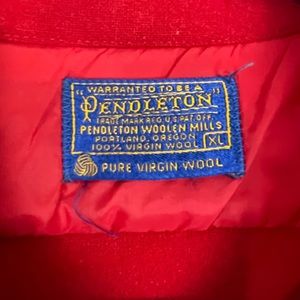 "WARRANTED TO BE A
PENDLETON"
TRADE MARK REG. U.S. PAT. OFF.
PENDLETON WOOLEN MILLS
PORTLAND, OREGON
100% VIRGIN WOOL
XL
PURE VIRGIN WOOL